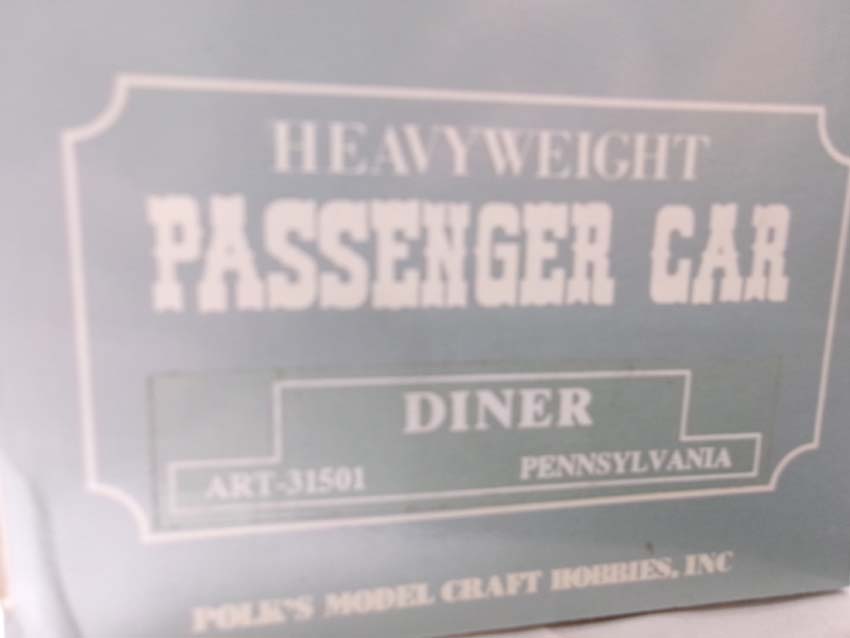 HEAVYWEIGHT
PASSENGER CAR
DINER
ART-31501 PENNSYLVANIA
POLK'S MODEL CRAFT HOBBIES, INC